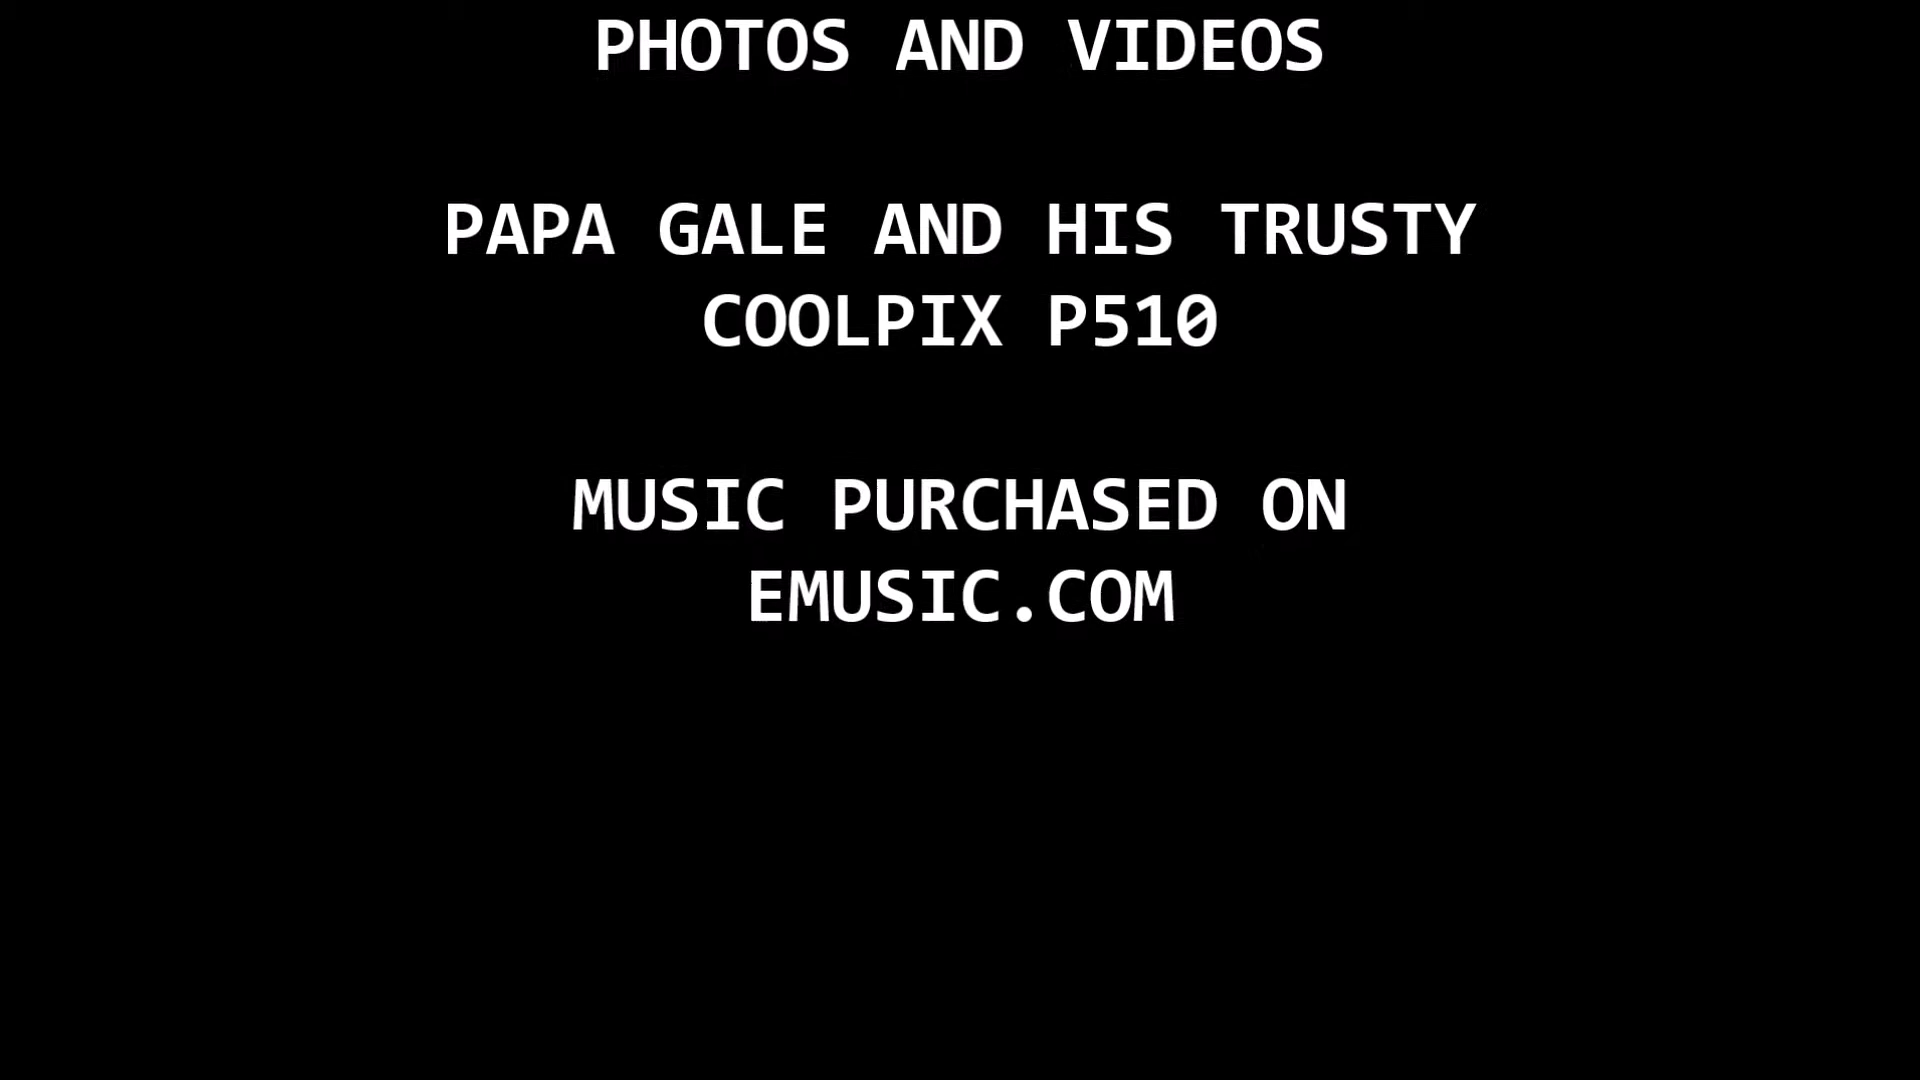 PHOTOS AND VIDEOS
PAPA GALE AND HIS TRUSTY
COOLPIX P510
MUSIC PURCHASED ON
EMUSIC.COM